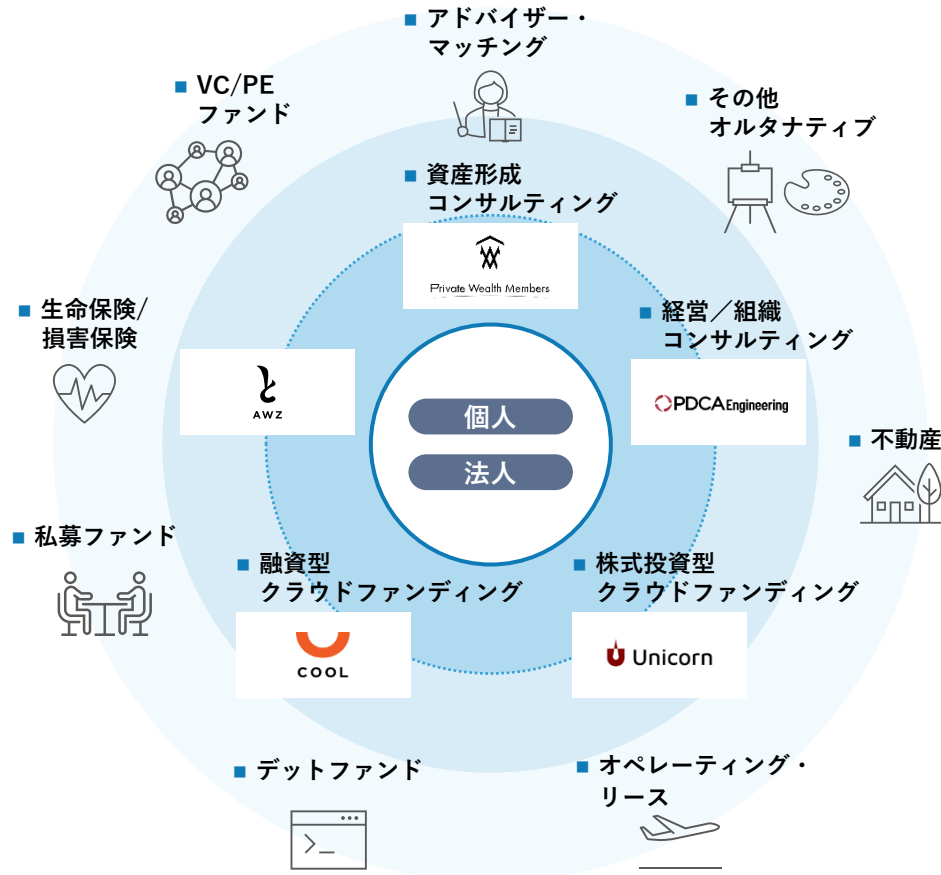 ■ アドバイザー・
マッチング
■ VC/PE
ファンド
■ その他
オルタナティブ
■ 資産形成
コンサルティング
Private Wealth Members
■ 生命保険/
損害保険
■ 経営／組織
コンサルティング
AWZ
PDCA Engineering
個人
法人
■ 不動産
■ 私募ファンド
■ 融資型
クラウドファンディング
■ 株式投資型
クラウドファンディング
COOL
Unicorn
■ デットファンド
■ オペレーティング・
リース
>_